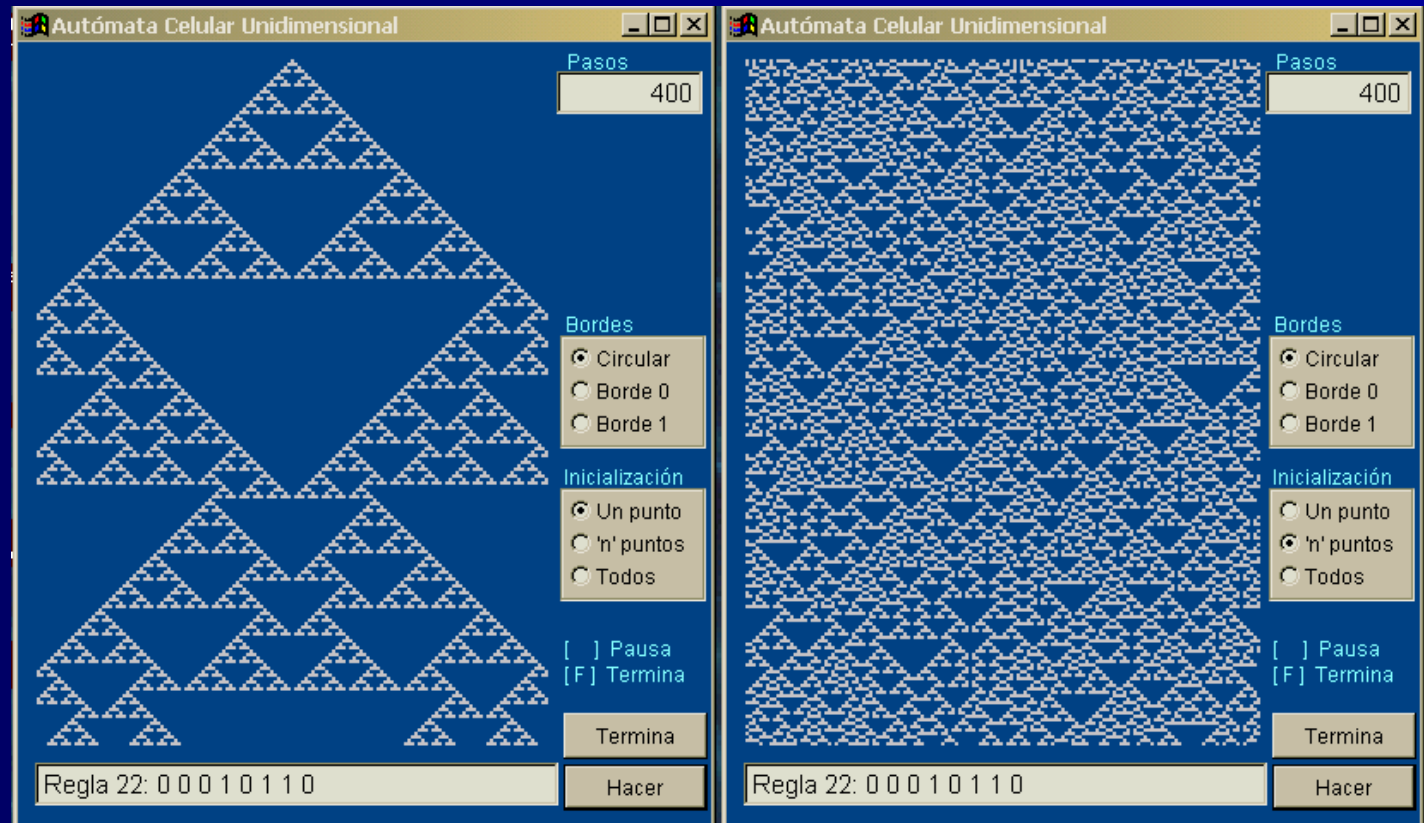 Autómata Celular Unidimensional
Pasos
400
Bordes
Circular
Borde 0
Borde 1
Inicialización
Un punto
'n' puntos
Todos
[ ] Pausa
[F] Termina
Termina
Regla 22: 0 0 0 1 0 1 1 0
Hacer
Autómata Celular Unidimensional
Pasos
400
Bordes
Circular
Borde 0
Borde 1
Inicialización
Un punto
'n' puntos
Todos
[ ] Pausa
[F] Termina
Termina
Regla 22: 0 0 0 1 0 1 1 0
Hacer